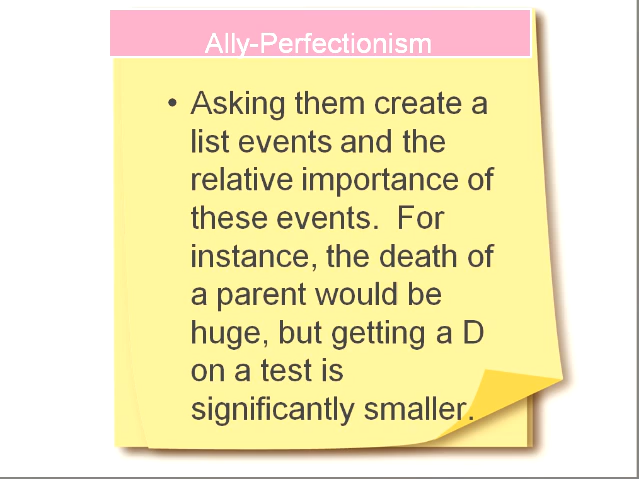 Ally-Perfectionism
• Asking them create a
list events and the
relative importance of
these events.  For
instance, the death of
a parent would be
huge, but getting a D
on a test is
significantly smaller.